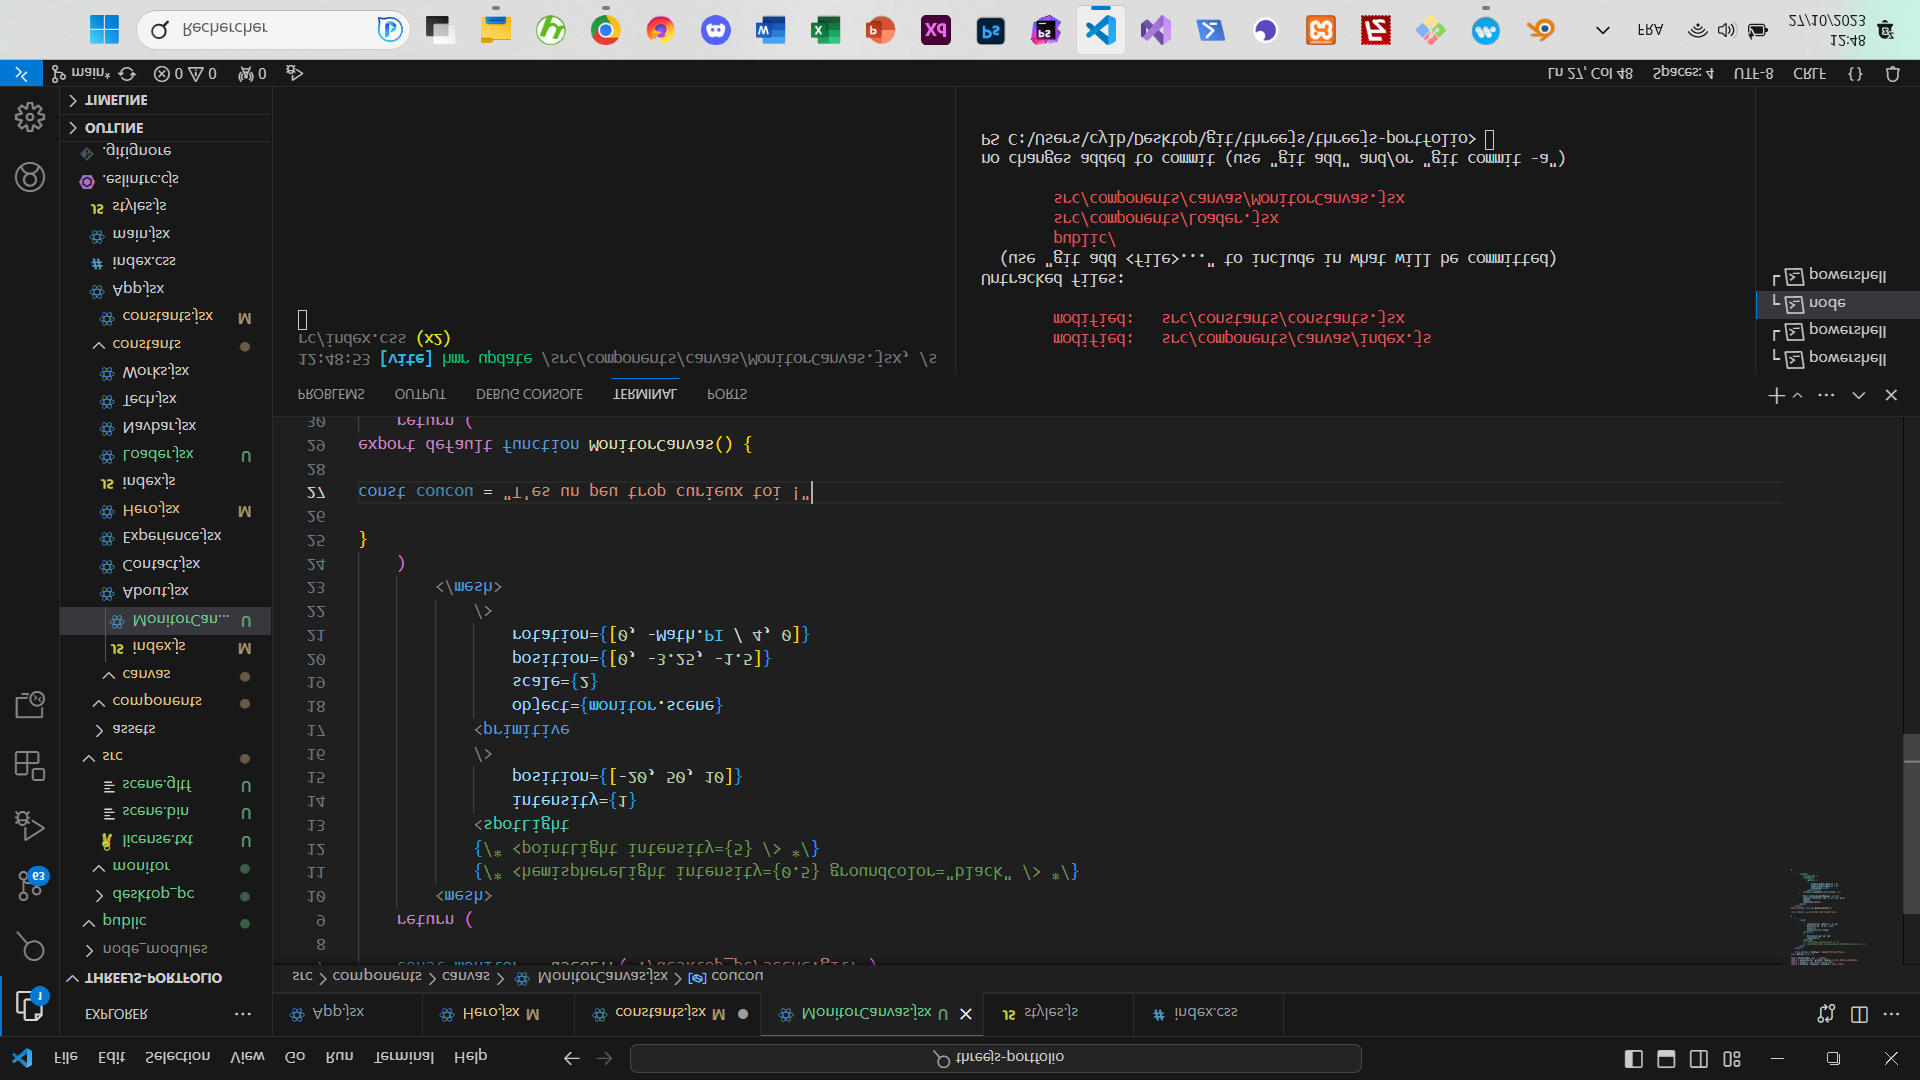 File Edit Selection View Go Run Terminal Help
threejs-portfolio
EXPLORER
App.jsx
Hero.jsx M
constants.jsx M
MonitorCanvas.jsx U
styles.js
index.css
src > components > canvas > MonitorCanvas.jsx > coucou
THREEJS-PORTFOLIO
node_modules
public
desktop_pc
monitor
license.txt U
scene.bin U
scene.gltf U
src
assets
components
canvas
index.js M
MonitorCan... U
About.jsx
Contact.jsx
Experience.jsx
Hero.jsx M
index.js
Loader.jsx U
Navbar.jsx
Tech.jsx
Works.jsx
constants
constants.jsx M
App.jsx
index.css
main.jsx
styles.js
.eslintrc.cjs
.gitignore
OUTLINE
TIMELINE
1
63
8
9 return (
10 <mesh>
11 {/* <hemisphereLight intensity={0.5} groundColor="black" /> */}
12 {/* <pointLight intensity={5} /> */}
13 <spotLight
14 intensity={1}
15 position={[-20, 50, 10]}
16 />
17 <primitive
18 object={monitor.scene}
19 scale={2}
20 position={[0, -3.25, -1.5]}
21 rotation={[0, -Math.PI / 4, 0]}
22 />
23 </mesh>
24 )
25 }
26
27 const coucou = "T'es un peu trop curieux toi !"
28
29 export default function MonitorCanvas() {
30 return (
PROBLEMS OUTPUT DEBUG CONSOLE TERMINAL PORTS
12:48:53 [vite] hmr update /src/components/canvas/MonitorCanvas.jsx, /s
rc/index.css (x2)
modified: src/components/canvas/index.js
modified: src/constants/constants.jsx
Untracked files:
(use "git add <file>..." to include in what will be committed)
public/
src/components/Loader.jsx
src/components/canvas/MonitorCanvas.jsx
no changes added to commit (use "git add" and/or "git commit -a")
PS C:\Users\cylb\Desktop\git\threejs\threejs-portfolio>
powershell
powershell
node
powershell
main* 0 0 0
Ln 27, Col 48 Spaces: 4 UTF-8 CRLF {}
Rechercher
FRA
12:48
27/10/2023